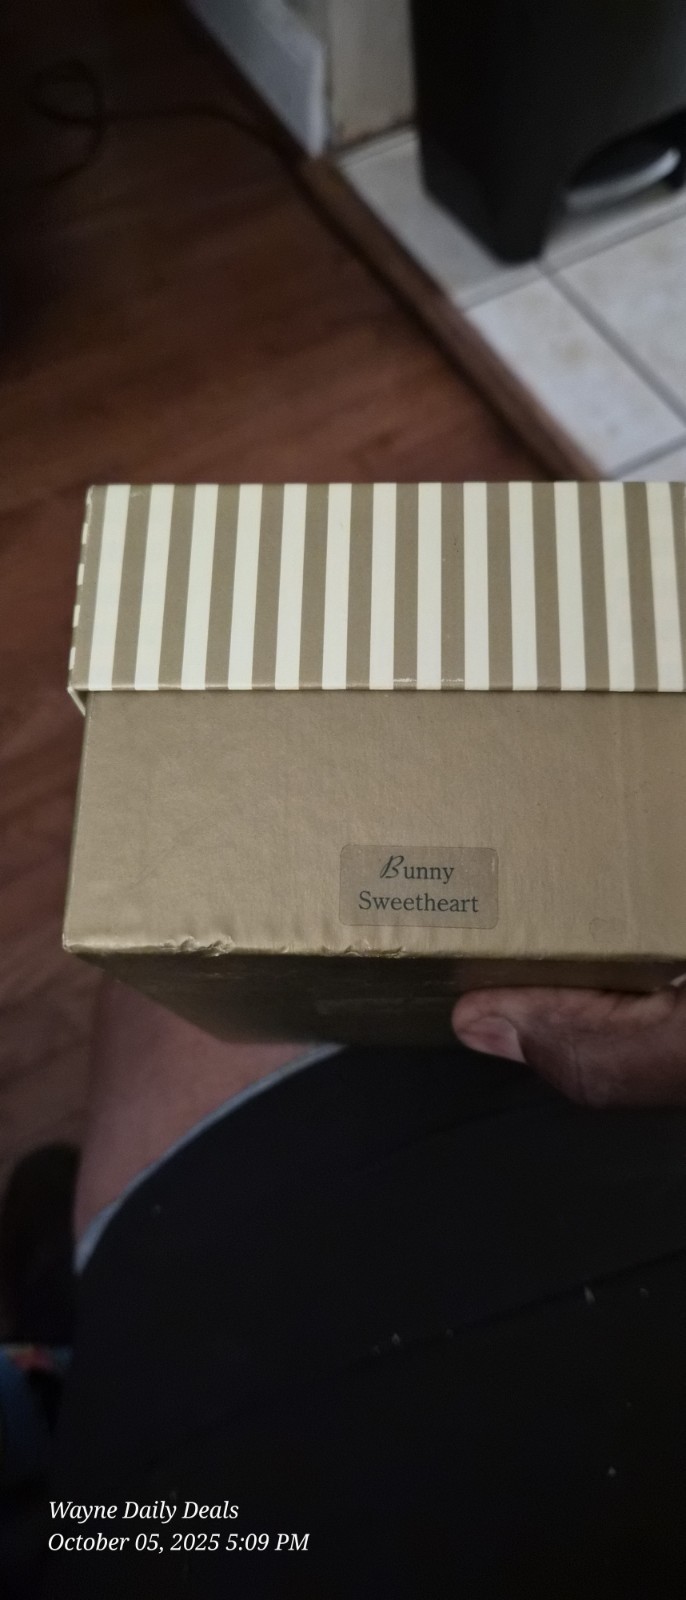 Bunny
Sweetheart
Wayne Daily Deals
October 05, 2025 5:09 PM